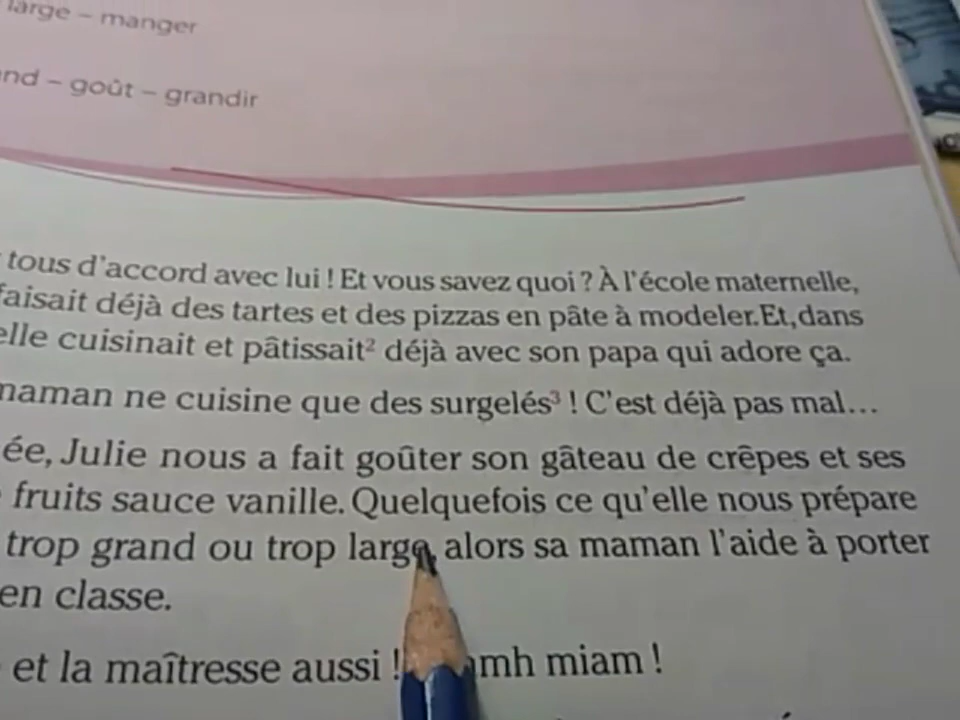 large – manger
– goût – grandir
tous d'accord avec lui ! Et vous savez quoi ? À l'école maternelle,
faisait déjà des tartes et des pizzas en pâte à modeler. Et, dans
elle cuisinait et pâtissait² déjà avec son papa qui adore ça.
maman ne cuisine que des surgelés³ ! C'est déjà pas mal...
Julie nous a fait goûter son gâteau de crêpes et ses
fruits sauce vanille. Quelquefois ce qu'elle nous prépare
trop grand ou trop large, alors sa maman l'aide à porter
en classe.
et la maîtresse aussi ! miam !